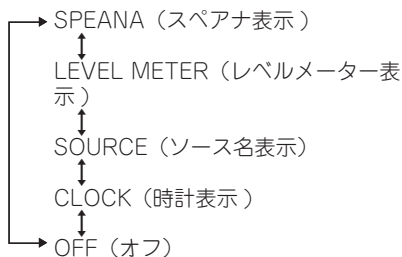 SPEANA（スペアナ表示）
LEVEL METER（レベルメーター表
示）
SOURCE（ソース名表示）
CLOCK（時計表示）
OFF（オフ）